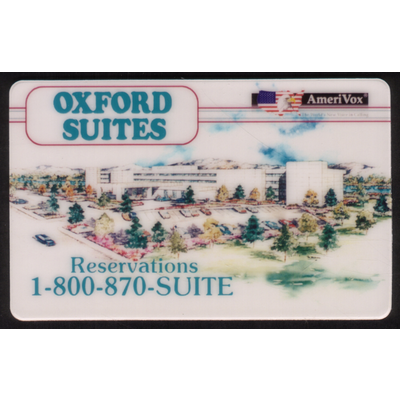 OXFORD
SUITES
AmeriVox®
Reservations
1-800-870-SUITE